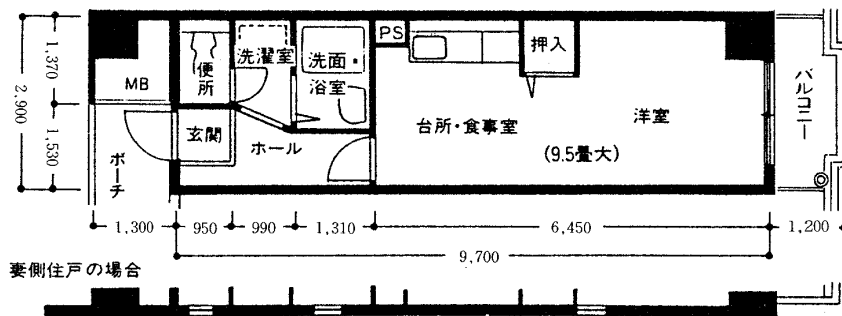 PS
洗濯室
洗面・
浴室
押入
便所
MB
バルコニー
台所・食事室
洋室
(9.5畳大)
玄関
ホール
ポーチ
1,370
2,900
1,530
1,300
950
990
1,310
6,450
1,200
9,700
妻側住戸の場合